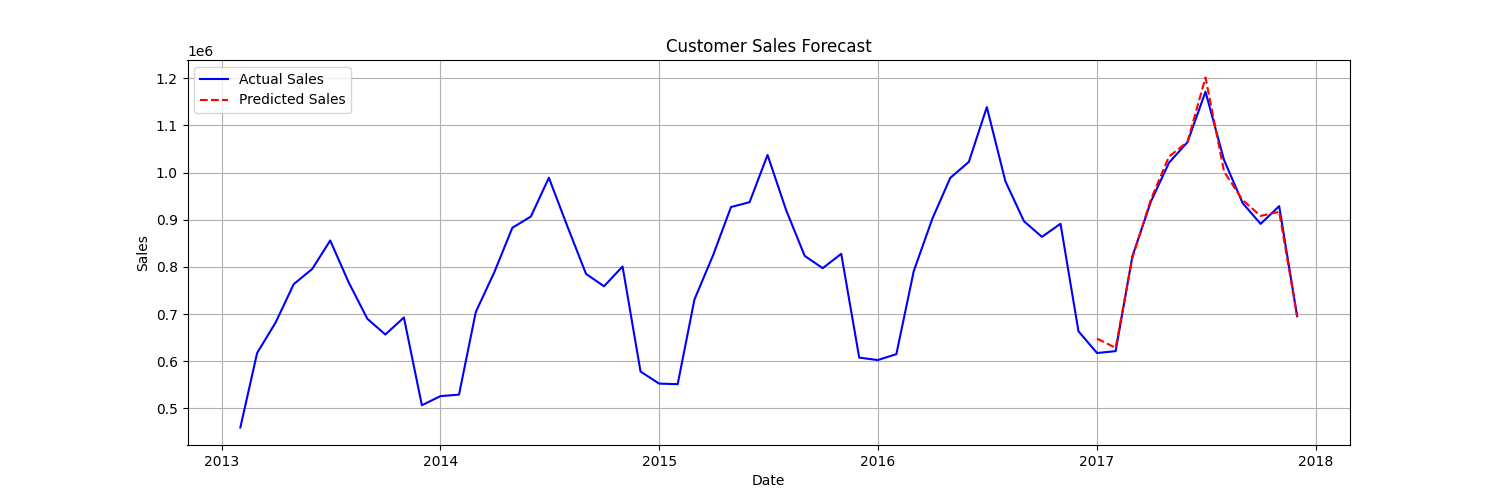 Customer Sales Forecast
1e6
Actual Sales
Predicted Sales
1.2
1.1
1.0
0.9
0.8
0.7
0.6
0.5
Sales
2013 2014 2015 2016 2017 2018
Date